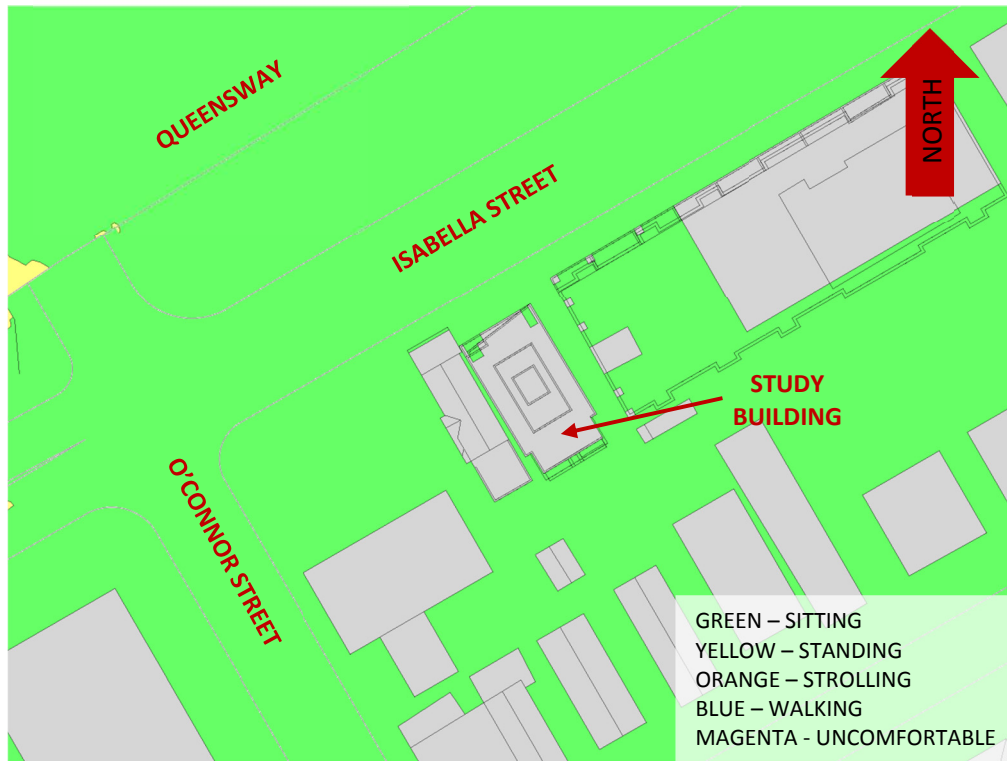 QUEENSWAY
NORTH
ISABELLA STREET
STUDY
BUILDING
O'CONNOR STREET
GREEN – SITTING
YELLOW – STANDING
ORANGE – STROLLING
BLUE – WALKING
MAGENTA - UNCOMFORTABLE